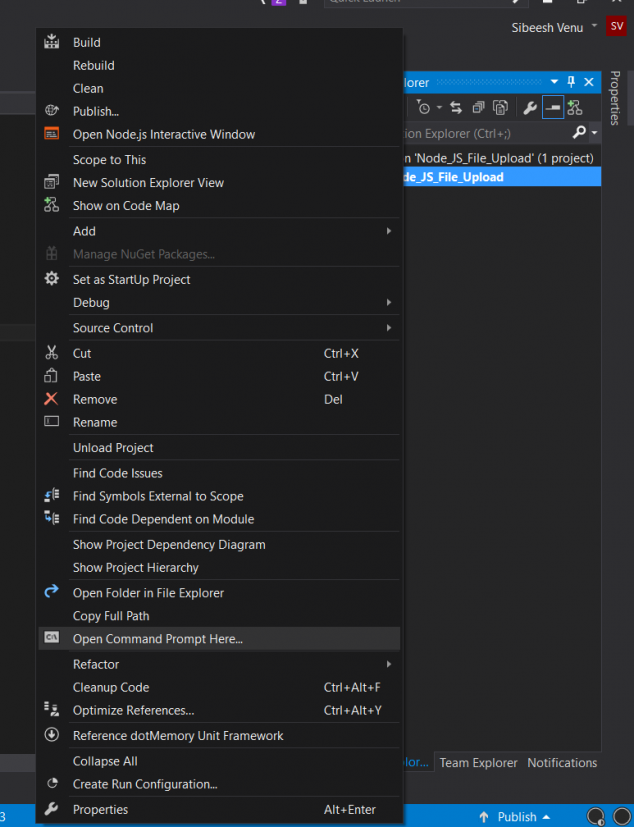 Quick Launch
Sibeesh Venu
SV
Build
Rebuild
Clean
Publish...
Open Node.js Interactive Window
Scope to This
New Solution Explorer View
Show on Code Map
Add
Manage NuGet Packages...
Set as StartUp Project
Debug
Source Control
Cut Ctrl+X
Paste Ctrl+V
Remove Del
Rename
Unload Project
Find Code Issues
Find Symbols External to Scope
Find Code Dependent on Module
Show Project Dependency Diagram
Show Project Hierarchy
Open Folder in File Explorer
Copy Full Path
Open Command Prompt Here...
Refactor
Cleanup Code Ctrl+Alt+F
Optimize References... Ctrl+Alt+Y
Reference dotMemory Unit Framework
Collapse All
Create Run Configuration...
Properties Alt+Enter
lorer
ion Explorer (Ctrl+;)
n 'Node_JS_File_Upload' (1 project)
de_JS_File_Upload
Properties
lor... Team Explorer Notifications
3
Publish